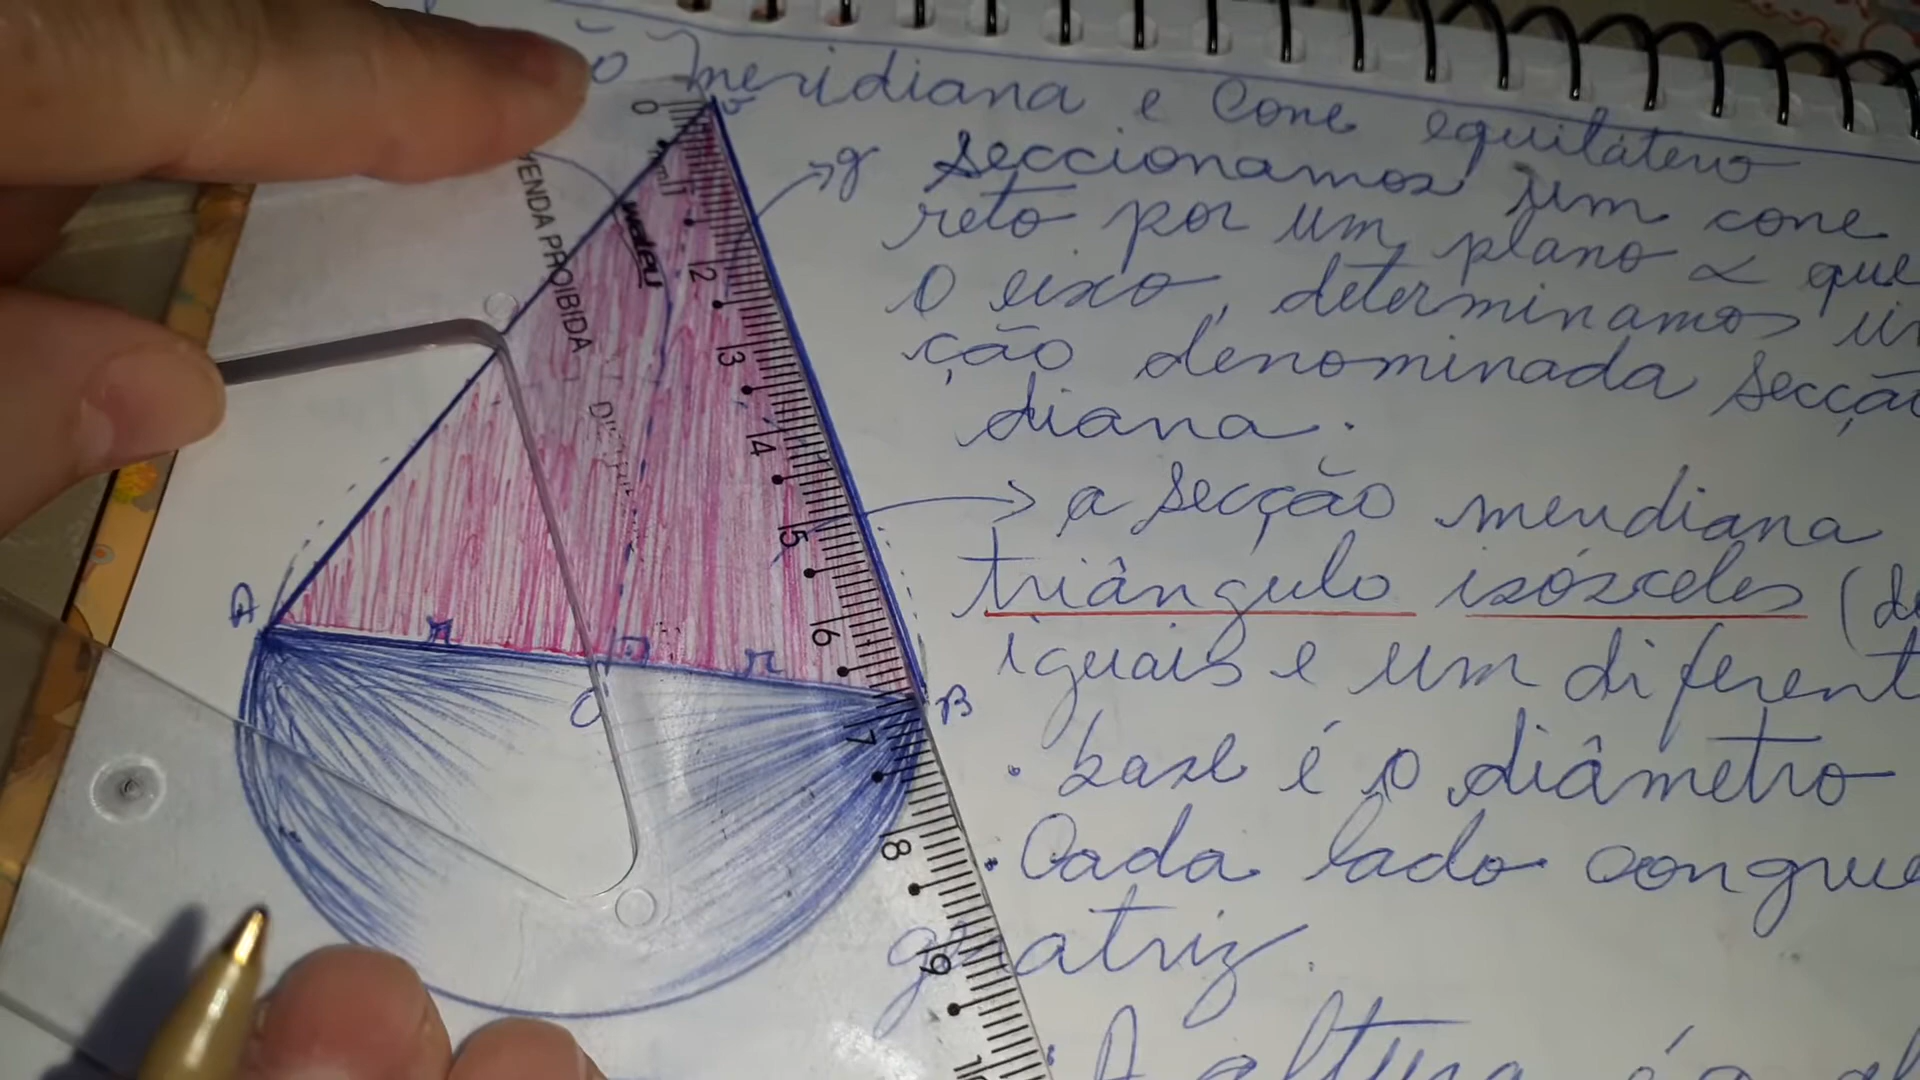 o meridiana e Cone equilátero
g Seccionamos um cone
reto por um plano α que
o eixo, determinamos
ção denominada Secção
diana.
→ a Secção meridiana
triângulo isósceles
iguais e um diferent
. base é o diâmetro
. Cada lado congrue
geratriz.
. A altura é a
VENDA PROIBIDA
waleu
0
2
3
4
5
6
7
8
9
10
V
A
r
r
O
B